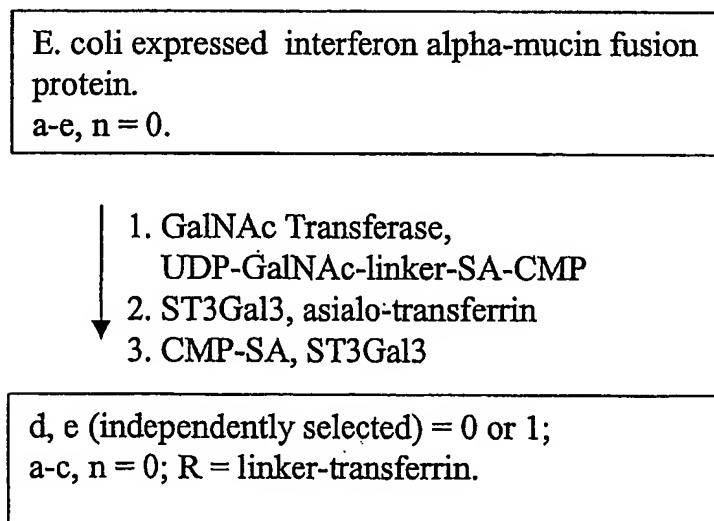 E. coli expressed interferon alpha-mucin fusion
protein.
a-e, n = 0.
1. GalNAc Transferase,
UDP-GalNAc-linker-SA-CMP
2. ST3Gal3, asialo-transferrin
3. CMP-SA, ST3Gal3
d, e (independently selected) = 0 or 1;
a-c, n = 0; R = linker-transferrin.